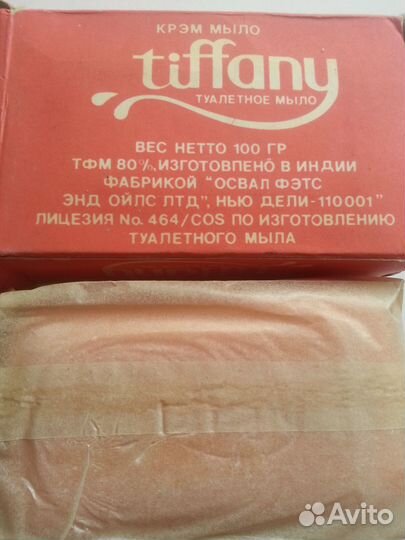 КРЭМ МЫЛО
tiffany
ТУАЛЕТНОЕ МЫЛО
ВЕС НЕТТО 100 ГР
ТФМ 80%, ИЗГОТОВПЕНО В ИНДИИ
ФАБРИКОЙ "ОСВАЛ ФЭТС
ЭНД ОЙЛС ЛТД", НЬЮ ДЕЛИ-110001"
ЛИЦЕЗИЯ No. 464/COS ПО ИЗГОТОВЛЕНИЮ
ТУАЛЕТНОГО МЫЛА
Avito